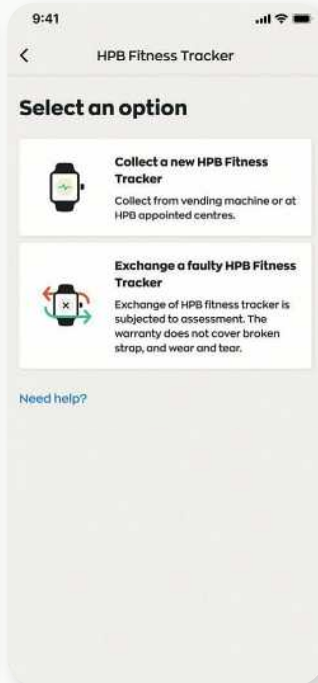 9:41
HPB Fitness Tracker
Select an option
Collect a new HPB Fitness
Tracker
Collect from vending machine or at
HPB appointed centres.
Exchange a faulty HPB Fitness
Tracker
Exchange of HPB fitness tracker is
subjected to assessment. The
warranty does not cover broken
strap, and wear and tear.
Need help?